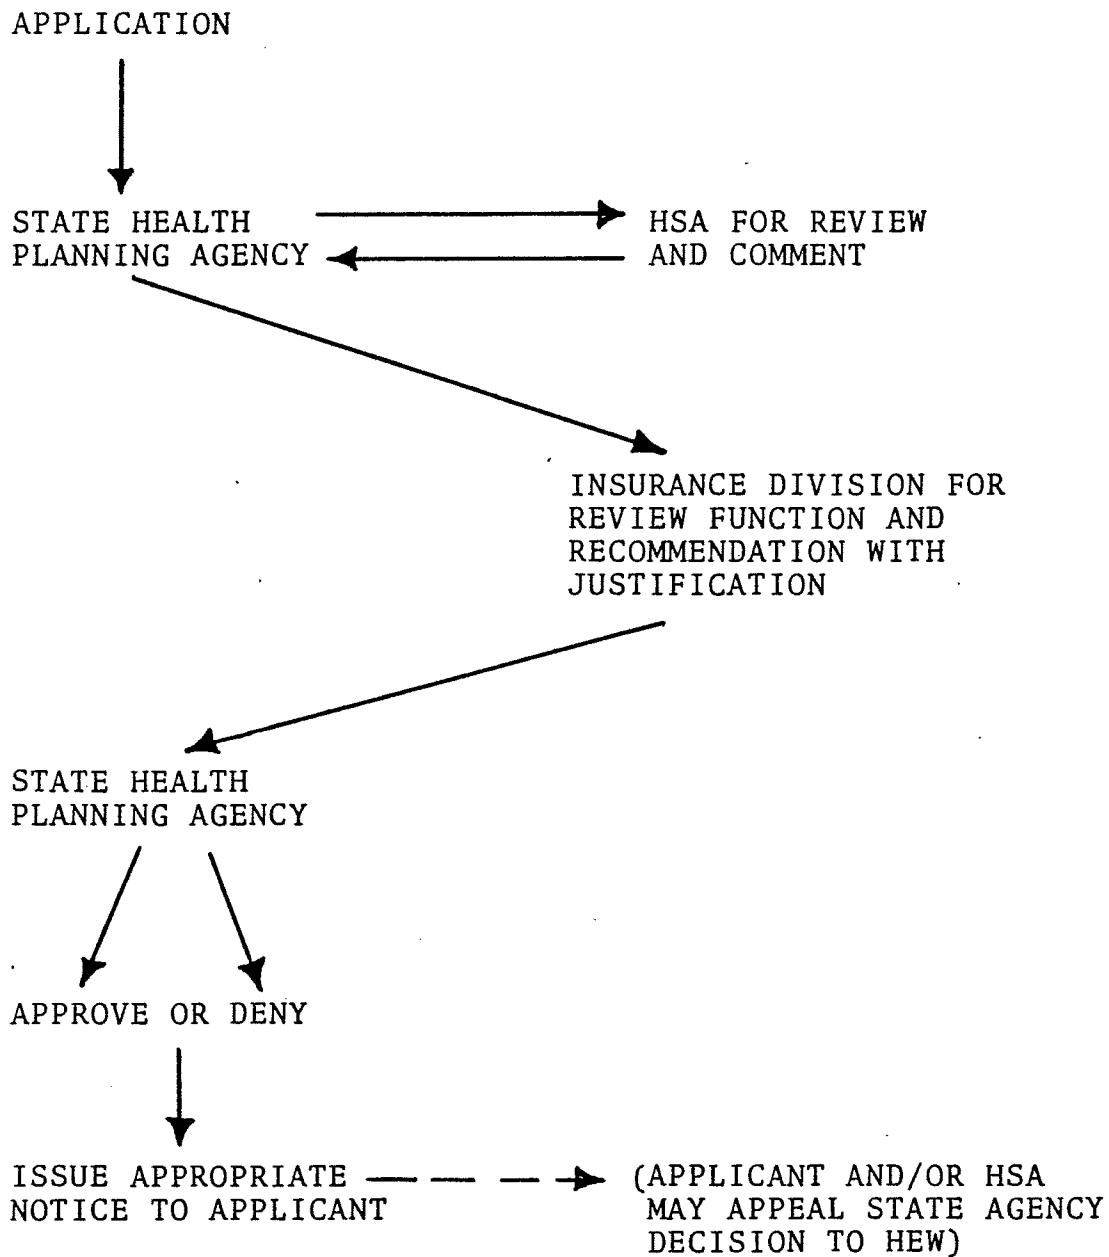 APPLICATION
STATE HEALTH
PLANNING AGENCY
HSA FOR REVIEW
AND COMMENT
INSURANCE DIVISION FOR
REVIEW FUNCTION AND
RECOMMENDATION WITH
JUSTIFICATION
STATE HEALTH
PLANNING AGENCY
APPROVE OR DENY
ISSUE APPROPRIATE
NOTICE TO APPLICANT
(APPLICANT AND/OR HSA
MAY APPEAL STATE AGENCY
DECISION TO HEW)